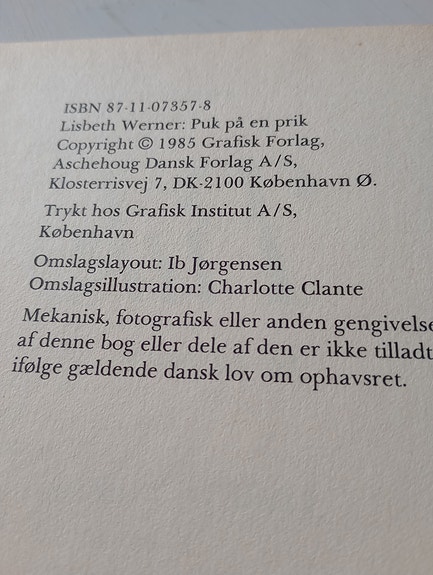 ISBN 87-11-07357-8
Lisbeth Werner: Puk på en prik
Copyright © 1985 Grafisk Forlag,
Aschehoug Dansk Forlag A/S,
Klosterrisvej 7, DK-2100 København Ø.
Trykt hos Grafisk Institut A/S,
København
Omslagslayout: Ib Jørgensen
Omslagsillustration: Charlotte Clante
Mekanisk, fotografisk eller anden gengivelse
af denne bog eller dele af den er ikke tilladt
ifølge gældende dansk lov om ophavsret.